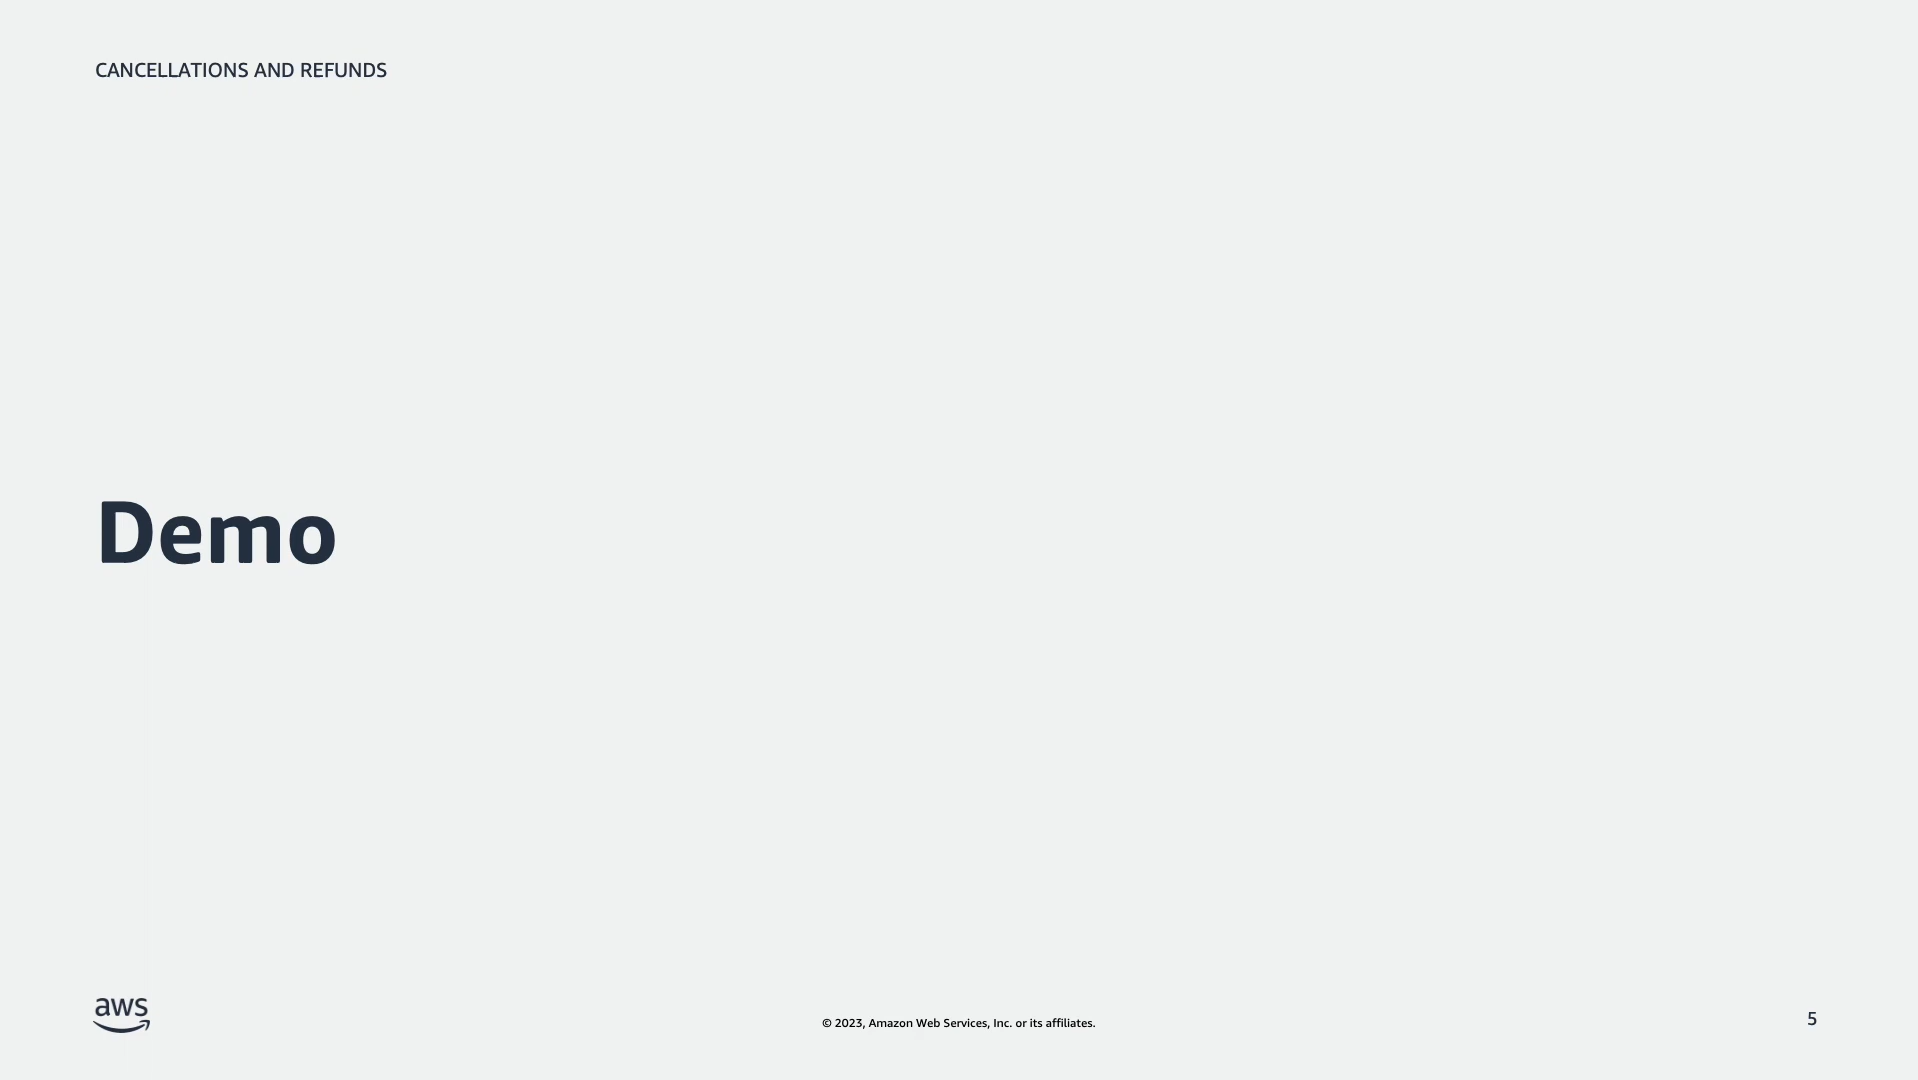 CANCELLATIONS AND REFUNDS
Demo
aws
© 2023, Amazon Web Services, Inc. or its affiliates.
5